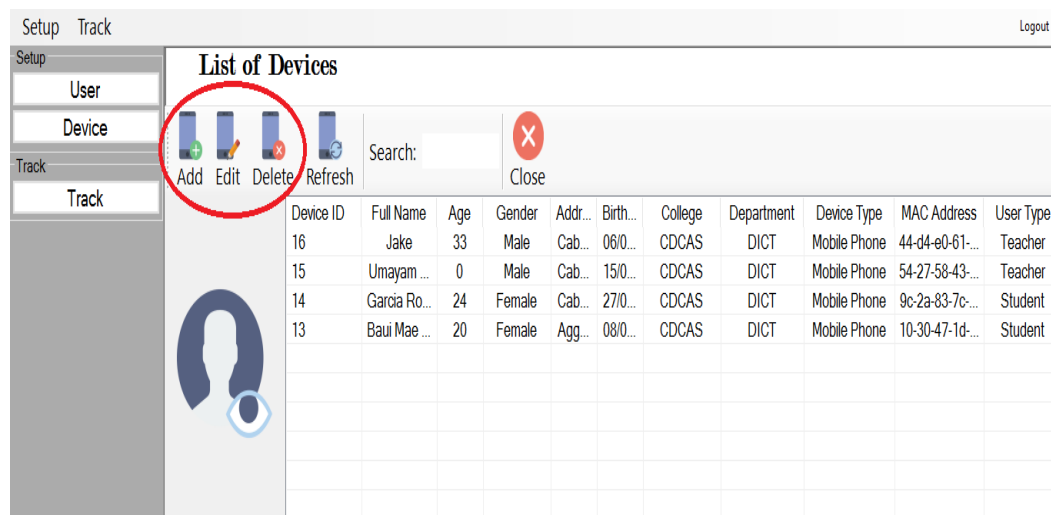 Setup Track Logout
Setup
User
Device
Track
Track
List of Devices
Add Edit Delete Refresh Search: Close
Device ID Full Name Age Gender Addr... Birth... College Department Device Type MAC Address User Type
16 Jake 33 Male Cab... 06/0... CDCAS DICT Mobile Phone 44-d4-e0-61-... Teacher
15 Umayam ... 0 Male Cab... 15/0... CDCAS DICT Mobile Phone 54-27-58-43-... Teacher
14 Garcia Ro... 24 Female Cab... 27/0... CDCAS DICT Mobile Phone 9c-2a-83-7c-... Student
13 Baui Mae ... 20 Female Agg... 08/0... CDCAS DICT Mobile Phone 10-30-47-1d-... Student